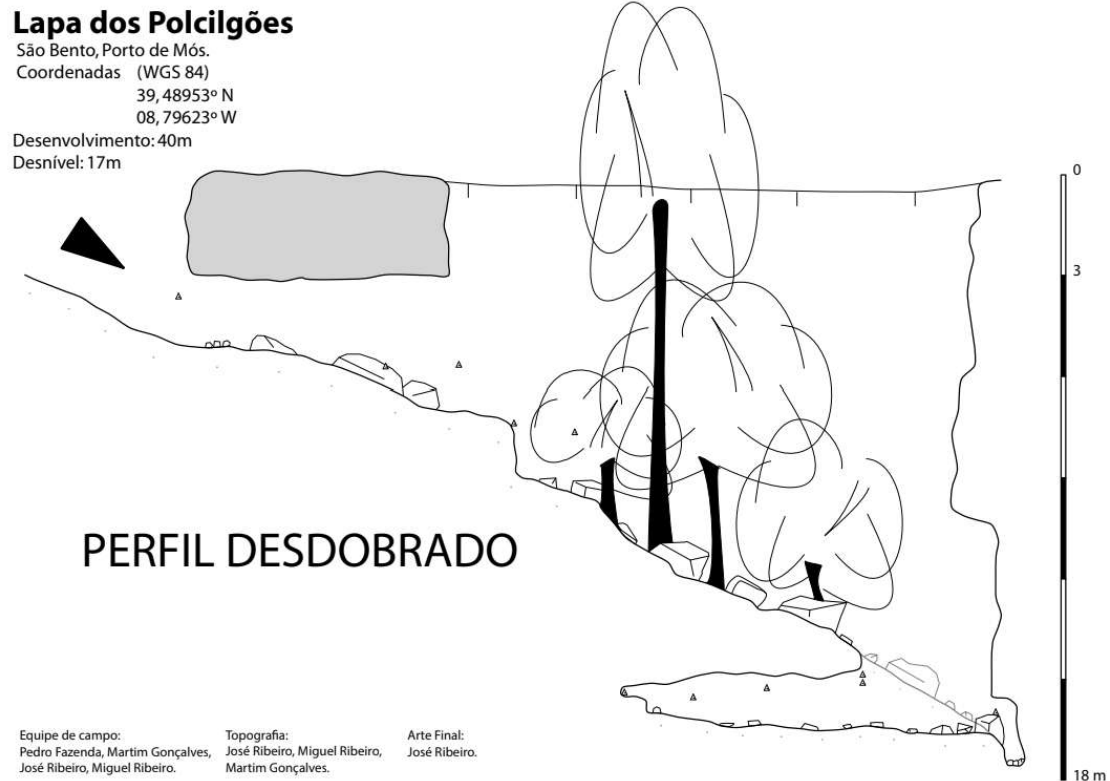 Lapa dos Polcilgões
São Bento, Porto de Mós.
Coordenadas (WGS 84)
39, 48953º N
08, 79623º W
Desenvolvimento: 40m
Desnível: 17m
0
3
PERFIL DESDOBRADO
Equipe de campo:
Pedro Fazenda, Martim Gonçalves,
José Ribeiro, Miguel Ribeiro.
Topografia:
José Ribeiro, Miguel Ribeiro,
Martim Gonçalves.
Arte Final:
José Ribeiro.
18 m